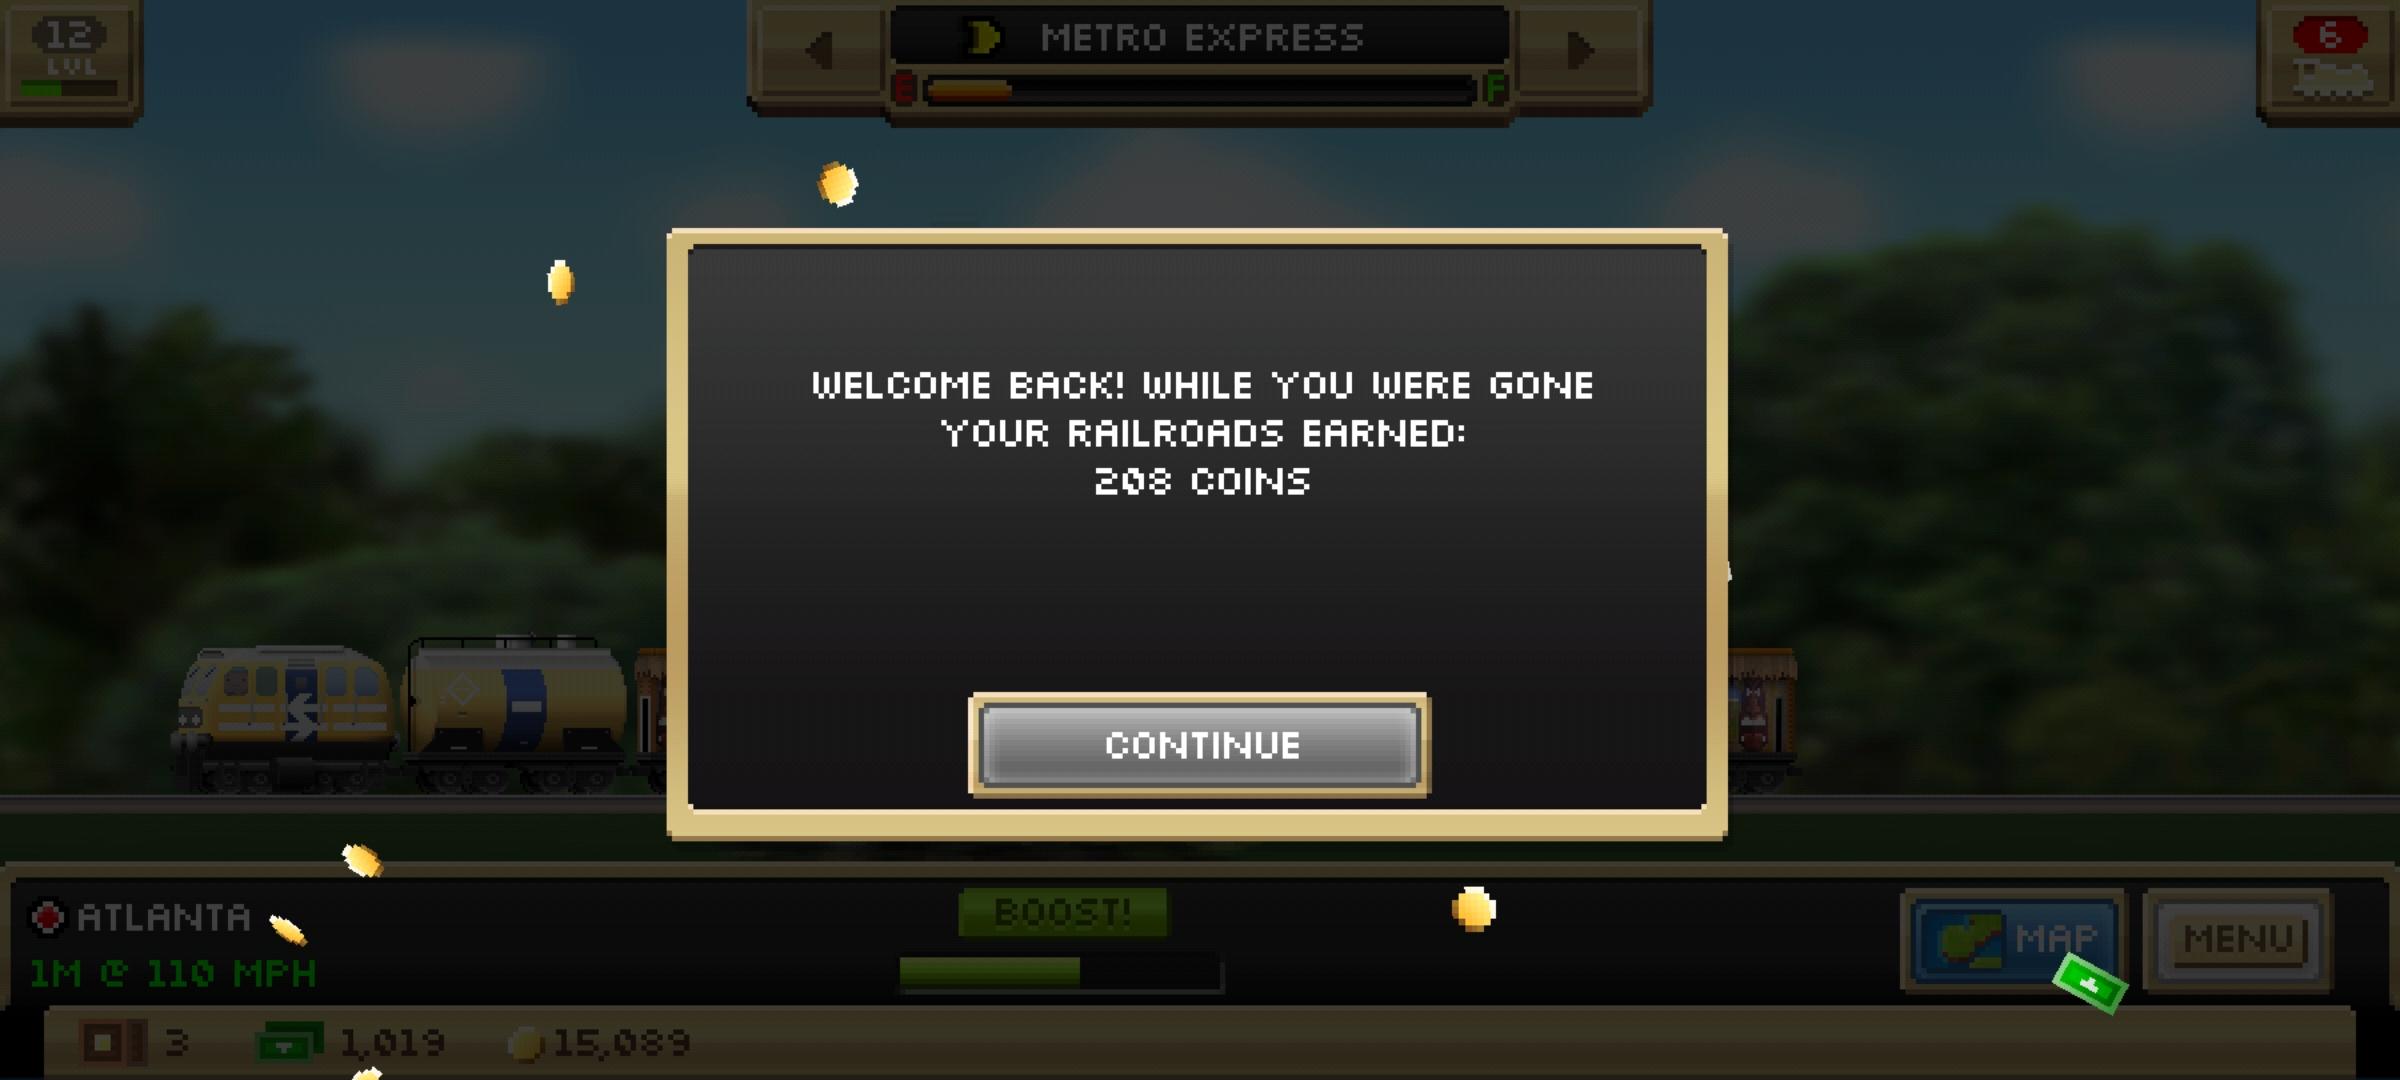 12
LVL
METRO EXPRESS
E
F
6
WELCOME BACK! WHILE YOU WERE GONE
YOUR RAILROADS EARNED:
208 COINS
CONTINUE
ATLANTA
1M @ 110 MPH
BOOST!
MAP
MENU
3
1,019
15,089